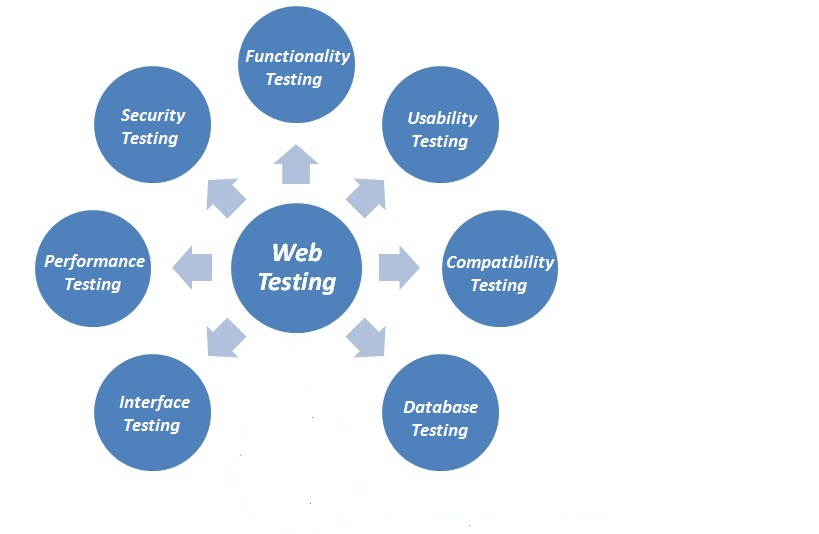 Functionality
Testing
Security
Testing
Usability
Testing
Web
Testing
Performance
Testing
Compatibility
Testing
Interface
Testing
Database
Testing